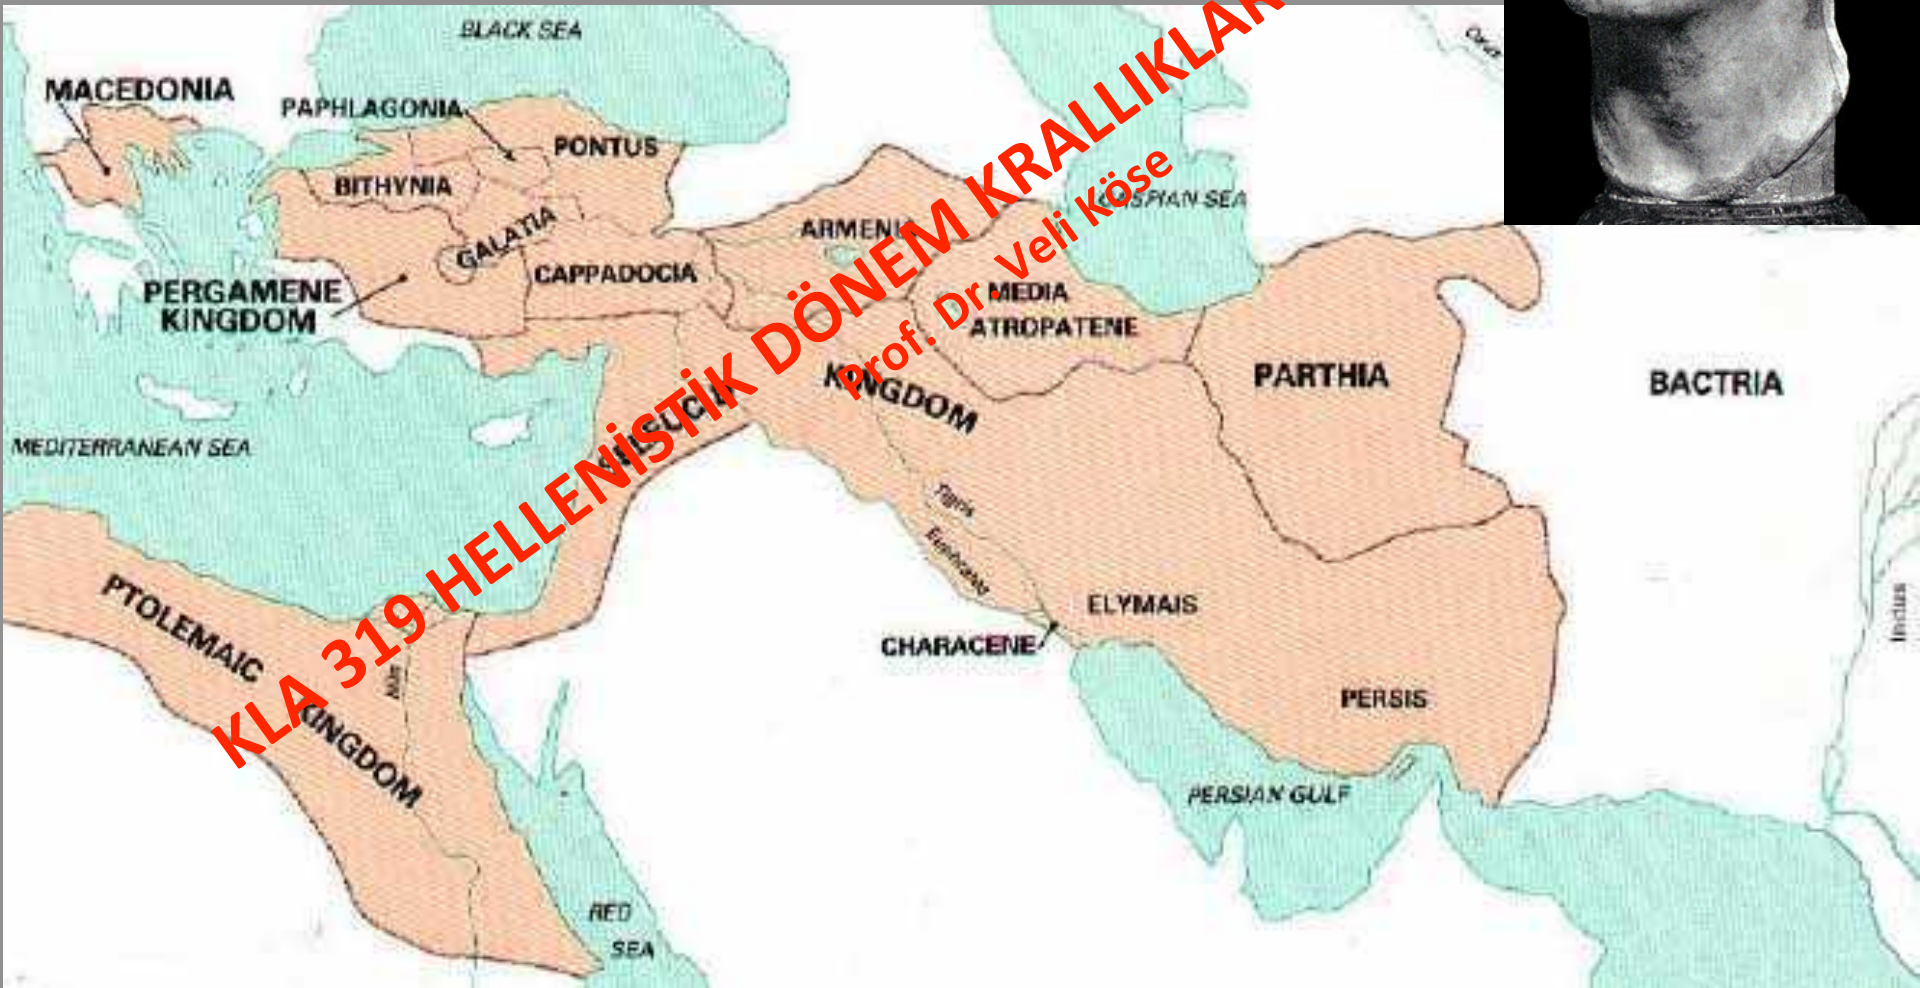 BLACK SEA
MACEDONIA
PAPHLAGONIA
PONTUS
BITHYNIA
GALATIA
CAPPADOCIA
PERGAMENE
KINGDOM
ARMENIA
CASPIAN SEA
MEDIA
ATROPATENE
PARTHIA
BACTRIA
SELEUCID
KINGDOM
MEDITERRANEAN SEA
Tigris
Euphrates
ELYMAIS
CHARACENE
PERSIS
Indus
PTOLEMAIC
KINGDOM
Nile
PERSIAN GULF
RED
SEA
KLA 319 HELLENİSTİK DÖNEM KRALLIKLAR
Prof. Dr. Veli Köse